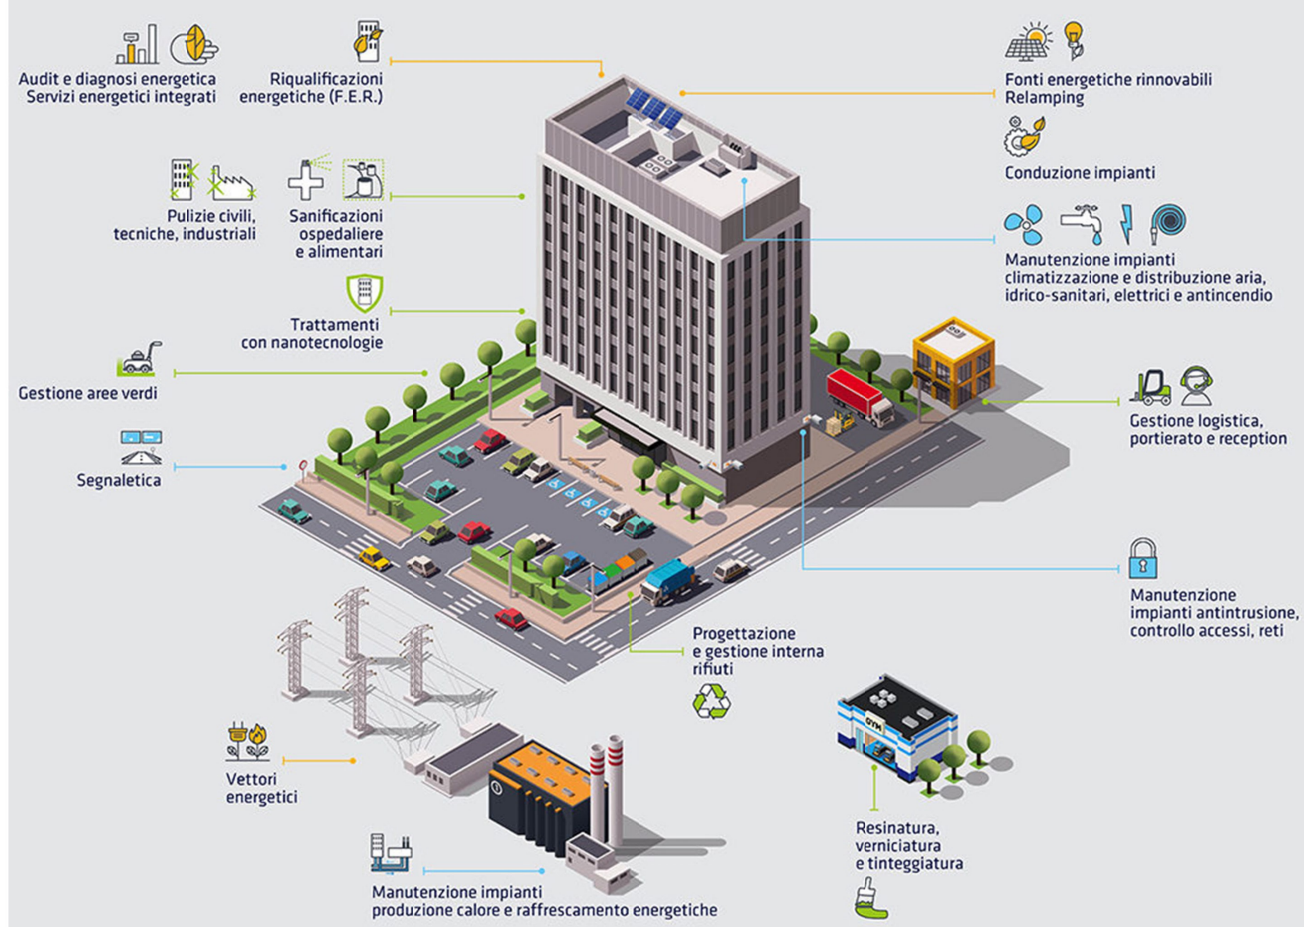 Audit e diagnosi energetica
Servizi energetici integrati
Riqualificazioni
energetiche (F.E.R.)
Fonti energetiche rinnovabili
Relamping
Conduzione impianti
Pulizie civili,
tecniche, industriali
Sanificazioni
ospedaliere
e alimentari
Manutenzione impianti
climatizzazione e distribuzione aria,
idrico-sanitari, elettrici e antincendio
Trattamenti
con nanotecnologie
Gestione aree verdi
Gestione logistica,
portierato e reception
Segnaletica
Manutenzione
impianti antintrusione,
controllo accessi, reti
Progettazione
e gestione interna
rifiuti
GYM
Vettori
energetici
1
Resinatura,
verniciatura
e tinteggiatura
Manutenzione impianti
produzione calore e raffrescamento energetiche